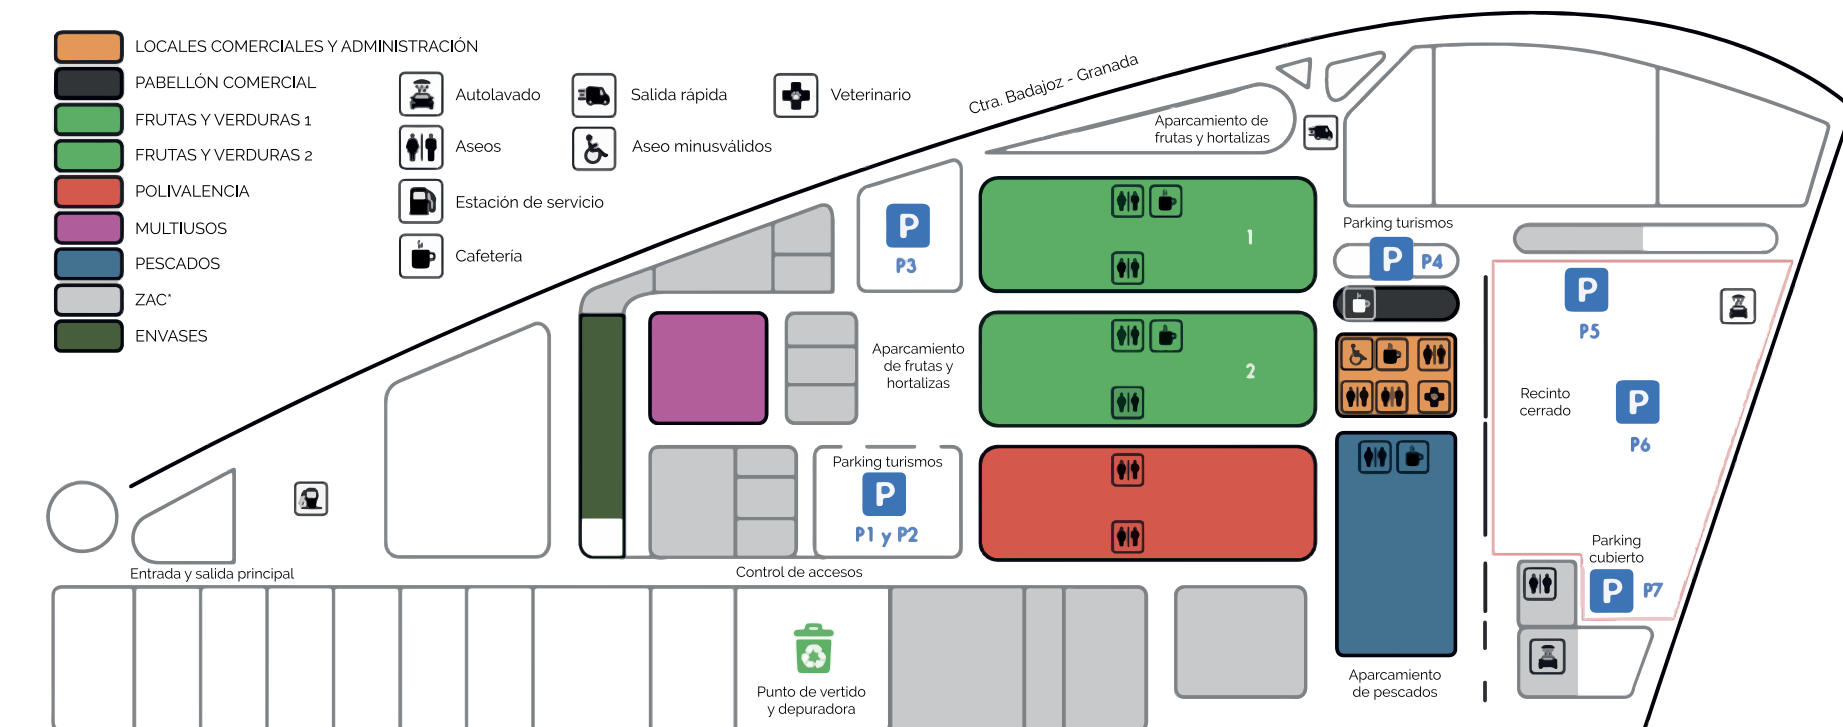 LOCALES COMERCIALES Y ADMINISTRACIÓN
PABELLÓN COMERCIAL
FRUTAS Y VERDURAS 1
FRUTAS Y VERDURAS 2
POLIVALENCIA
MULTIUSOS
PESCADOS
ZAC*
ENVASES
Autolavado
Aseos
Estación de servicio
Cafetería
Salida rápida
Aseo minusválidos
Veterinario
Ctra. Badajoz - Granada
Aparcamiento de
frutas y hortalizas
P
P3
1
Parking turismos
P P4
P
P5
Aparcamiento
de frutas y
hortalizas
2
Recinto
cerrado
P
P6
Parking turismos
P
P1 y P2
Parking
cubierto
P P7
Entrada y salida principal
Control de accesos
Punto de vertido
y depuradora
Aparcamiento
de pescados